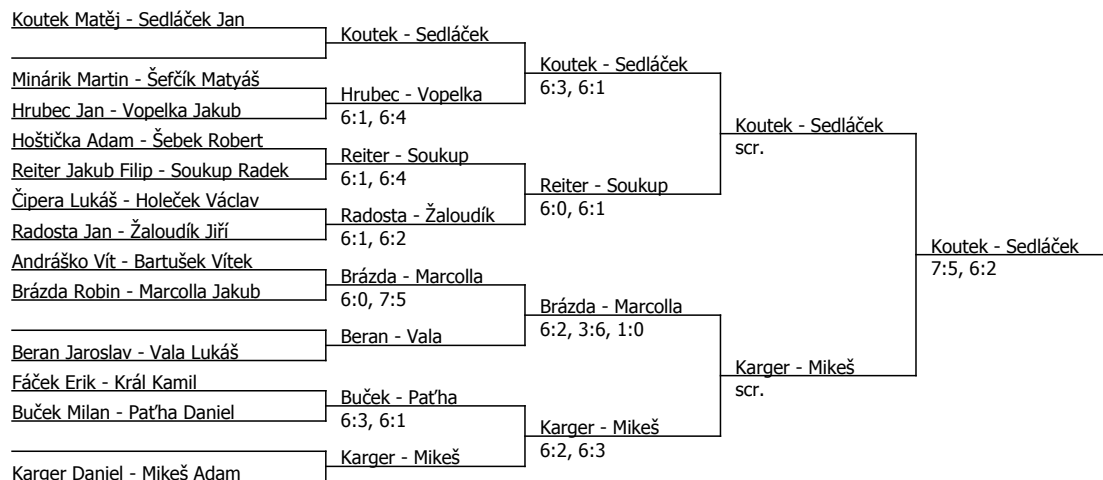 Koutek Matěj - Sedláček Jan
Minárik Martin - Šefčík Matyáš
Hrubec Jan - Vopelka Jakub
Hoštička Adam - Šebek Robert
Reiter Jakub Filip - Soukup Radek
Čipera Lukáš - Holeček Václav
Radosta Jan - Žaloudík Jiří
Andráško Vít - Bartušek Vítek
Brázda Robin - Marcolla Jakub
Beran Jaroslav - Vala Lukáš
Fáček Erik - Král Kamil
Buček Milan - Paťha Daniel
Karger Daniel - Mikeš Adam
Koutek - Sedláček
Hrubec - Vopelka
6:1, 6:4
Reiter - Soukup
6:1, 6:4
Radosta - Žaloudík
6:1, 6:2
Brázda - Marcolla
6:0, 7:5
Beran - Vala
Buček - Paťha
6:3, 6:1
Karger - Mikeš
Koutek - Sedláček
6:3, 6:1
Reiter - Soukup
6:0, 6:1
Brázda - Marcolla
6:2, 3:6, 1:0
Karger - Mikeš
6:2, 6:3
Koutek - Sedláček
scr.
Karger - Mikeš
scr.
Koutek - Sedláček
7:5, 6:2